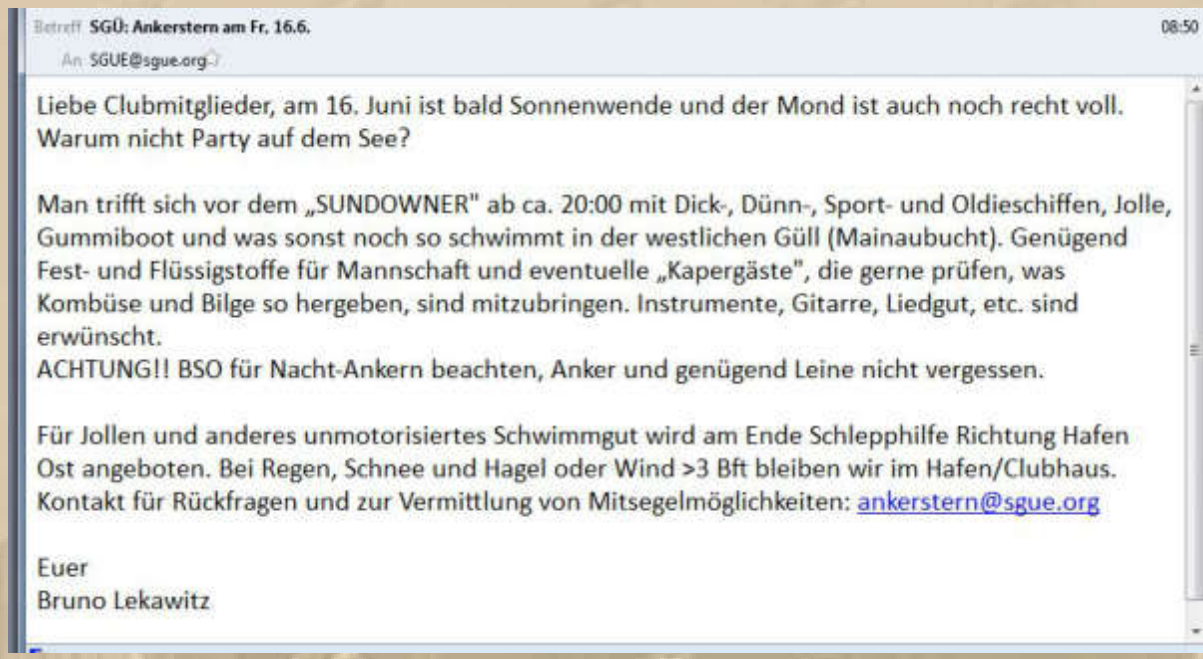 Betreff SGÜ: Ankerstern am Fr, 16.6. 08:50
An SGUE@sgue.org
Liebe Clubmitglieder, am 16. Juni ist bald Sonnenwende und der Mond ist auch noch recht voll.
Warum nicht Party auf dem See?
Man trifft sich vor dem „SUNDOWNER" ab ca. 20:00 mit Dick-, Dünn-, Sport- und Oldieschiffen, Jolle,
Gummiboot und was sonst noch so schwimmt in der westlichen Güll (Mainaubucht). Genügend
Fest- und Flüssigstoffe für Mannschaft und eventuelle „Kapergäste", die gerne prüfen, was
Kombüse und Bilge so hergeben, sind mitzubringen. Instrumente, Gitarre, Liedgut, etc. sind
erwünscht.
ACHTUNG!! BSO für Nacht-Ankern beachten, Anker und genügend Leine nicht vergessen.
Für Jollen und anderes unmotorisiertes Schwimmgut wird am Ende Schlepphilfe Richtung Hafen
Ost angeboten. Bei Regen, Schnee und Hagel oder Wind >3 Bft bleiben wir im Hafen/Clubhaus.
Kontakt für Rückfragen und zur Vermittlung von Mitsegelmöglichkeiten: ankerstern@sgue.org
Euer
Bruno Lekawitz